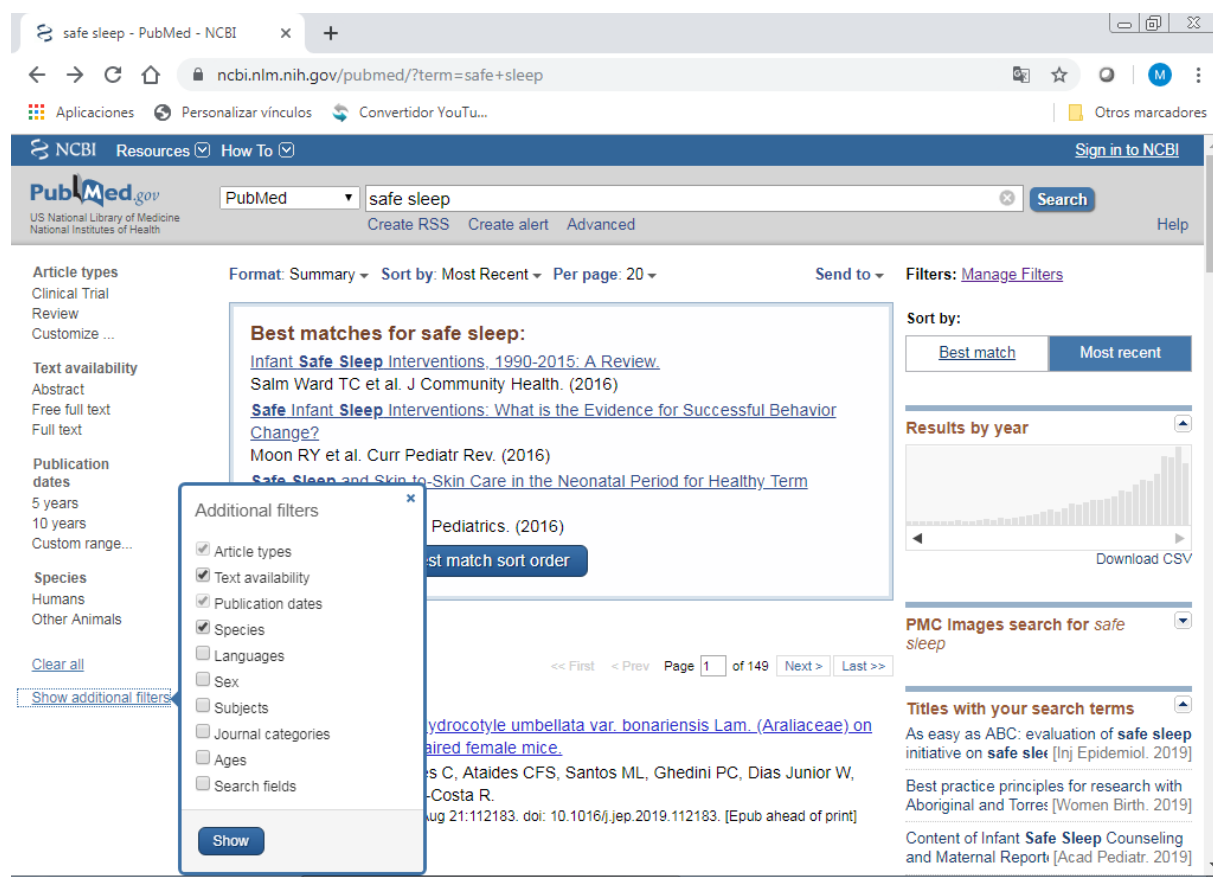 safe sleep - PubMed - NCBI
ncbi.nlm.nih.gov/pubmed/?term=safe+sleep
M
Aplicaciones Personalizar vínculos Convertidor YouTu... Otros marcadores
NCBI Resources How To Sign in to NCBI
PubMed.gov
US National Library of Medicine
National Institutes of Health
PubMed safe sleep Search
Create RSS Create alert Advanced Help
Article types
Clinical Trial
Review
Customize ...
Text availability
Abstract
Free full text
Full text
Publication
dates
5 years
10 years
Custom range...
Species
Humans
Other Animals
Clear all
Show additional filters
Additional filters
Article types
Text availability
Publication dates
Species
Languages
Sex
Subjects
Journal categories
Ages
Search fields
Show
Format: Summary Sort by: Most Recent Per page: 20 Send to
Best matches for safe sleep:
Infant Safe Sleep Interventions, 1990-2015: A Review.
Salm Ward TC et al. J Community Health. (2016)
Safe Infant Sleep Interventions: What is the Evidence for Successful Behavior
Change?
Moon RY et al. Curr Pediatr Rev. (2016)
Safe Sleep and Skin-to-Skin Care in the Neonatal Period for Healthy Term
Pediatrics. (2016)
match sort order
<< First < Prev Page 1 of 149 Next > Last >>
var. bonariensis Lam. (Araliaceae) on
female mice.
C, Ataides CFS, Santos ML, Ghedini PC, Dias Junior W,
-Costa R.
21:112183. doi: 10.1016/j.jep.2019.112183. [Epub ahead of print]
Filters: Manage Filters
Sort by:
Best match Most recent
Results by year
Download CSV
PMC Images search for safe
sleep
Titles with your search terms
As easy as ABC: evaluation of safe sleep
initiative on safe [Inj Epidemiol. 2019]
Best practice principles for research with
Aboriginal and [Women Birth. 2019]
Content of Infant Safe Sleep Counseling
and Maternal [Acad Pediatr. 2019]